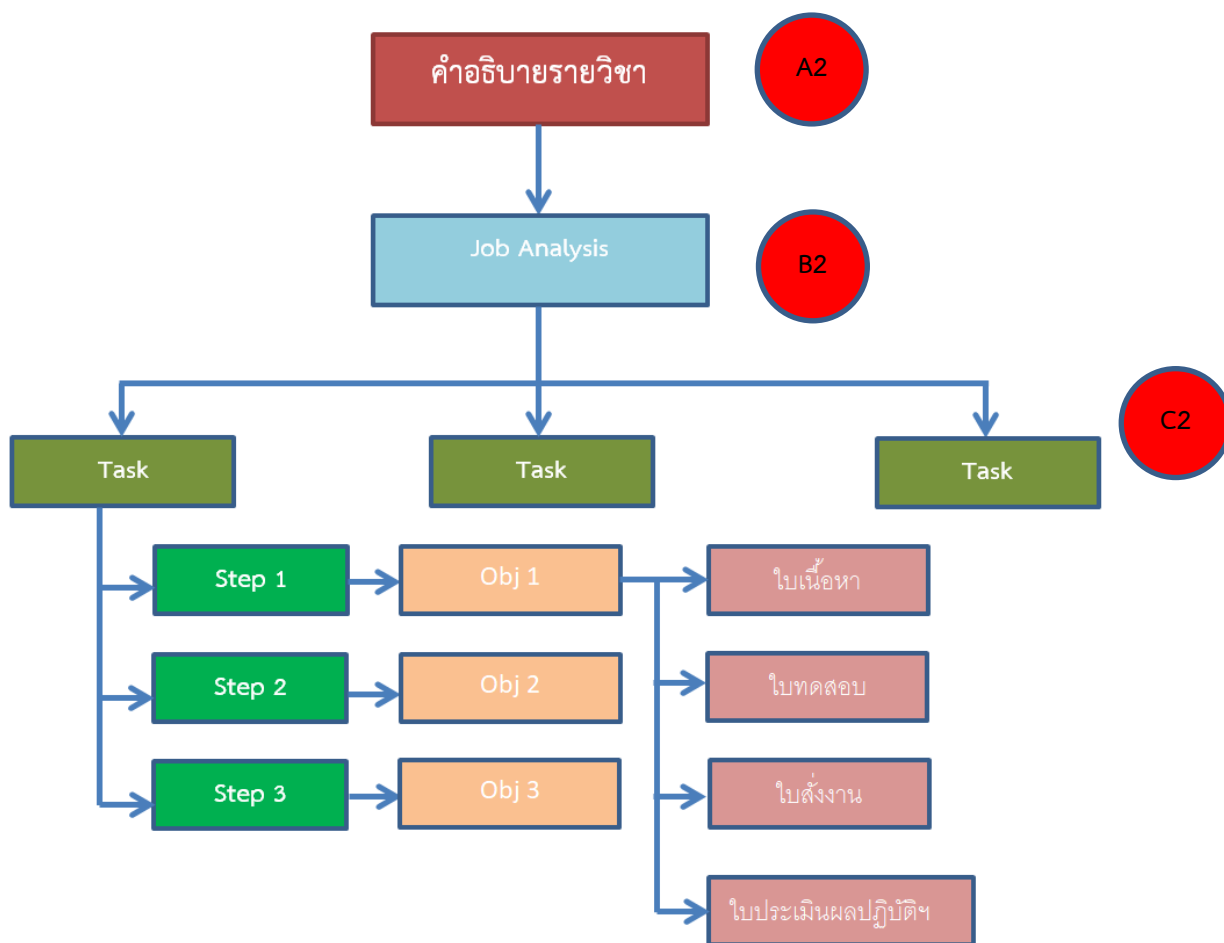 คำอธิบายรายวิชา
A2
Job Analysis
B2
C2
Task
Task
Task
Step 1
Obj 1
ใบเนื้อหา
Step 2
Obj 2
ใบทดสอบ
Step 3
Obj 3
ใบสั่งงาน
ใบประเมินผลปฏิบัติฯ